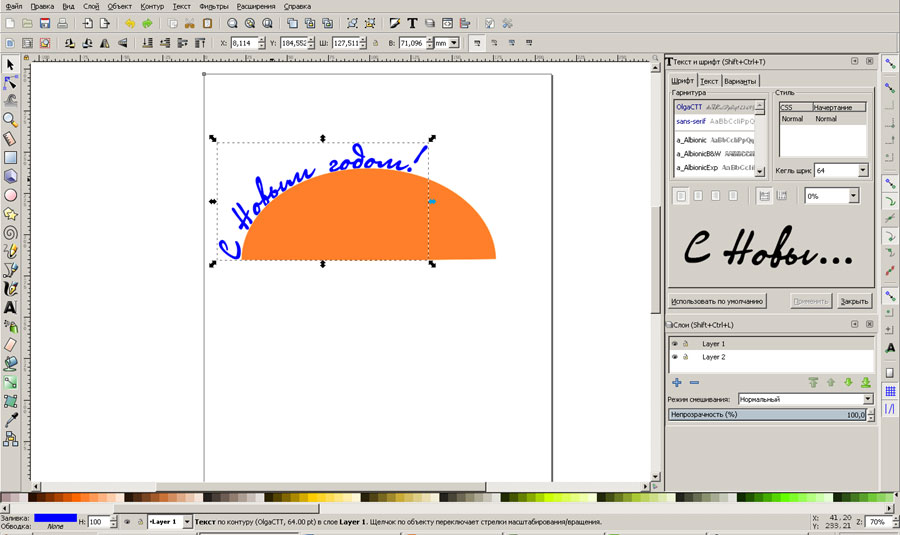 Файл Правка Вид Слой Объект Контур Текст Фильтры Расширения Справка
X: 8,114 Y: 184,552 Ш: 127,511 В: 71,096 mm
Текст и шрифт (Shift+Ctrl+T)
Шрифт Текст Варианты
Гарнитура Стиль
OlgaCTT
CSS Начертание
sans-serif AaBbCcIiPpQ
Normal Normal
a_Albionic AaBbCcIiPp
a_AlbionicB&W
a_AlbionicExp AaBbCcIi
Кегль шриф 64
0%
С Новым годом!
С Новы...
Использовать по умолчанию Применить Закрыть
Слои (Shift+Ctrl+L)
Layer 1
Layer 2
Режим смешивания: Нормальный
Непрозрачность (%) 100,0
Заливка: Н: 100 Layer 1 Текст по контуру (OlgaCTT, 64.00 pt) в слое Layer 1. Щелчок по объекту переключает стрелки масштабирования/вращения. X: 41.20 Z: 70%
Обводка: None Y: 233.21